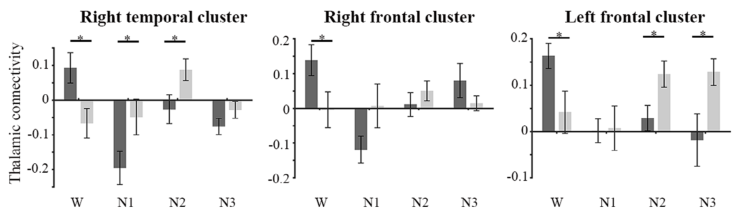 Right temporal cluster
Right frontal cluster
Left frontal cluster
Thalamic connectivity
0.1
0
-0.1
-0.2
* * *
W N1 N2 N3
0.2
0.1
0
-0.1
0.2
*
W N1 N2 N3
0.2
0.1
0
-0.1
* * *
W N1 N2 N3